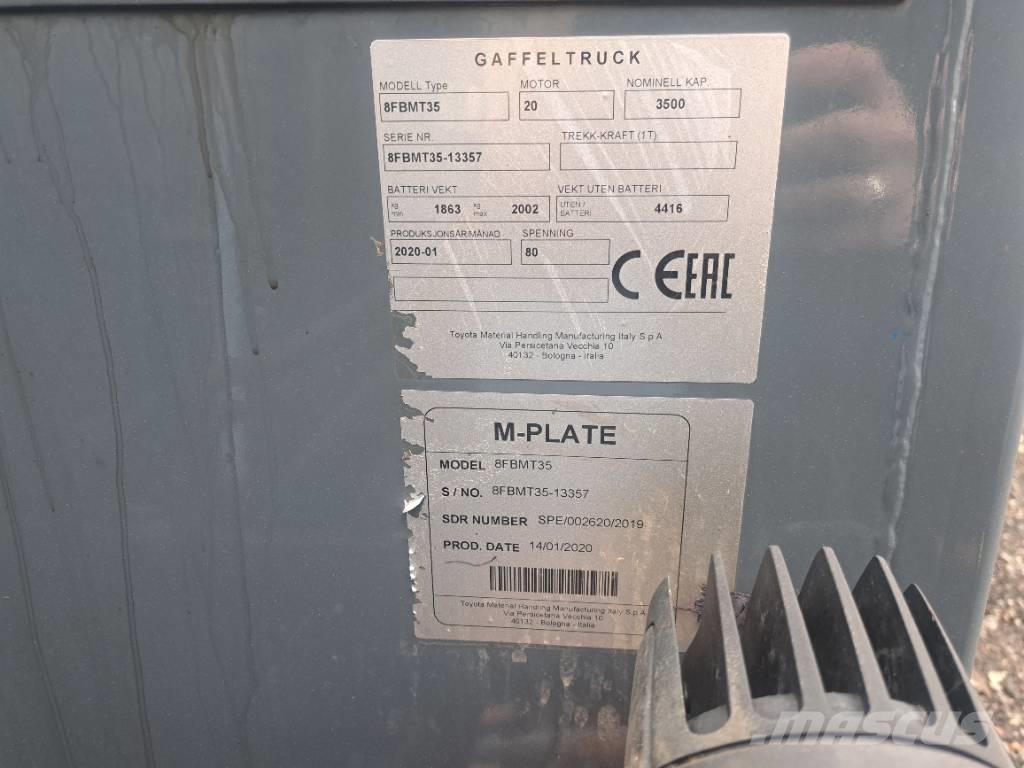 GAFFELTRUCK
MODELL Type MOTOR NOMINELL KAP.
8FBMT35 20 3500
SERIE NR. TREKK-KRAFT (1T)
8FBMT35-13357
BATTERI VEKT VEKT UTEN BATTERI
kg min 1863 kg max 2002 UTEN / BATTERI 4416
PRODUKSJONSÅR/MÅNAD SPENNING
2020-01 80
CE EAC
Toyota Material Handling Manufacturing Italy S.p.A
Via Persicetana Vecchia 10
40132 - Bologna - Italia
M-PLATE
MODEL 8FBMT35
S / NO. 8FBMT35-13357
SDR NUMBER SPE/002620/2019
PROD. DATE 14/01/2020
Toyota Material Handling Manufacturing Italy S.p.A
Via Persicetana Vecchia 10
40132 - Bologna - Italia
MASCUS